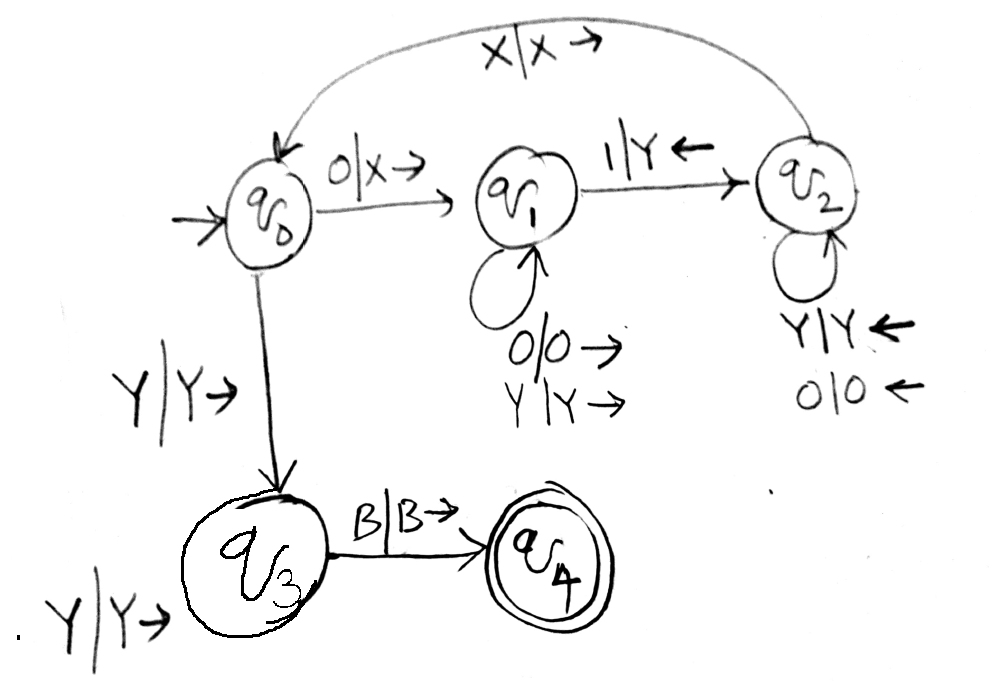 X|X→
0|X→
1|Y←
q0
q1
q2
0|0→
Y|Y→
Y|Y←
0|0←
Y|Y→
B|B→
q3
q4
Y|Y→